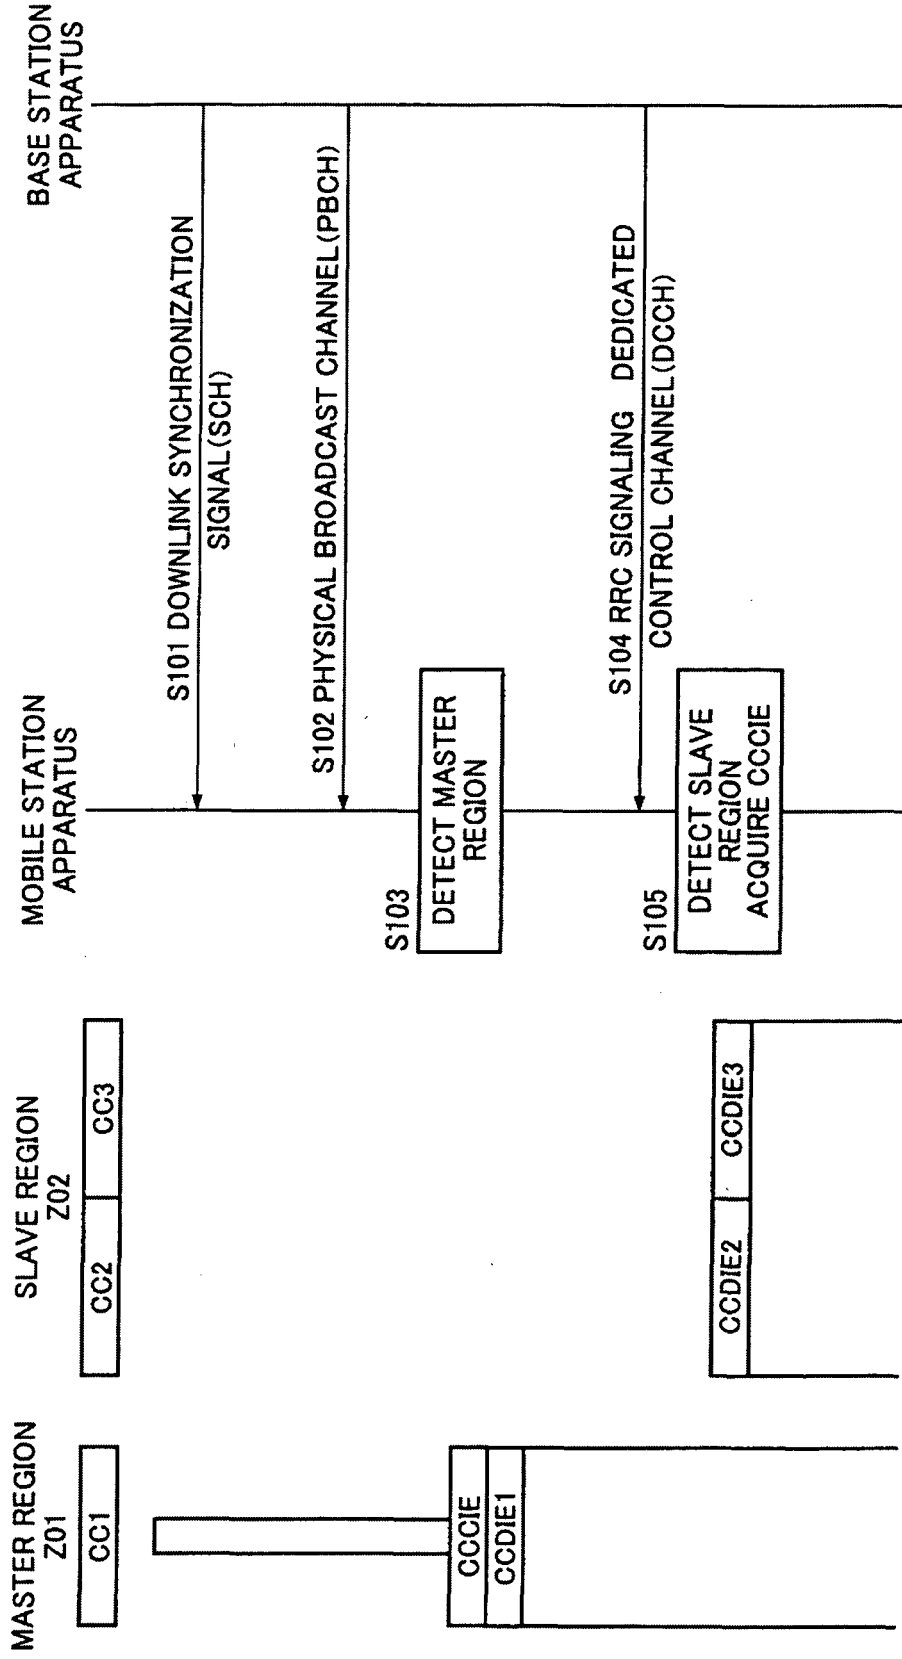 MASTER REGION
Z01
CC1
CCCIE
CCDIE1
SLAVE REGION
Z02
CC2
CC3
CCDIE2
CCDIE3
MOBILE STATION
APPARATUS
BASE STATION
APPARATUS
S101 DOWNLINK SYNCHRONIZATION
SIGNAL(SCH)
S102 PHYSICAL BROADCAST CHANNEL(PBCH)
S103
DETECT MASTER
REGION
S104 RRC SIGNALING DEDICATED
CONTROL CHANNEL(DCCH)
S105
DETECT SLAVE
REGION
ACQUIRE CCCIE